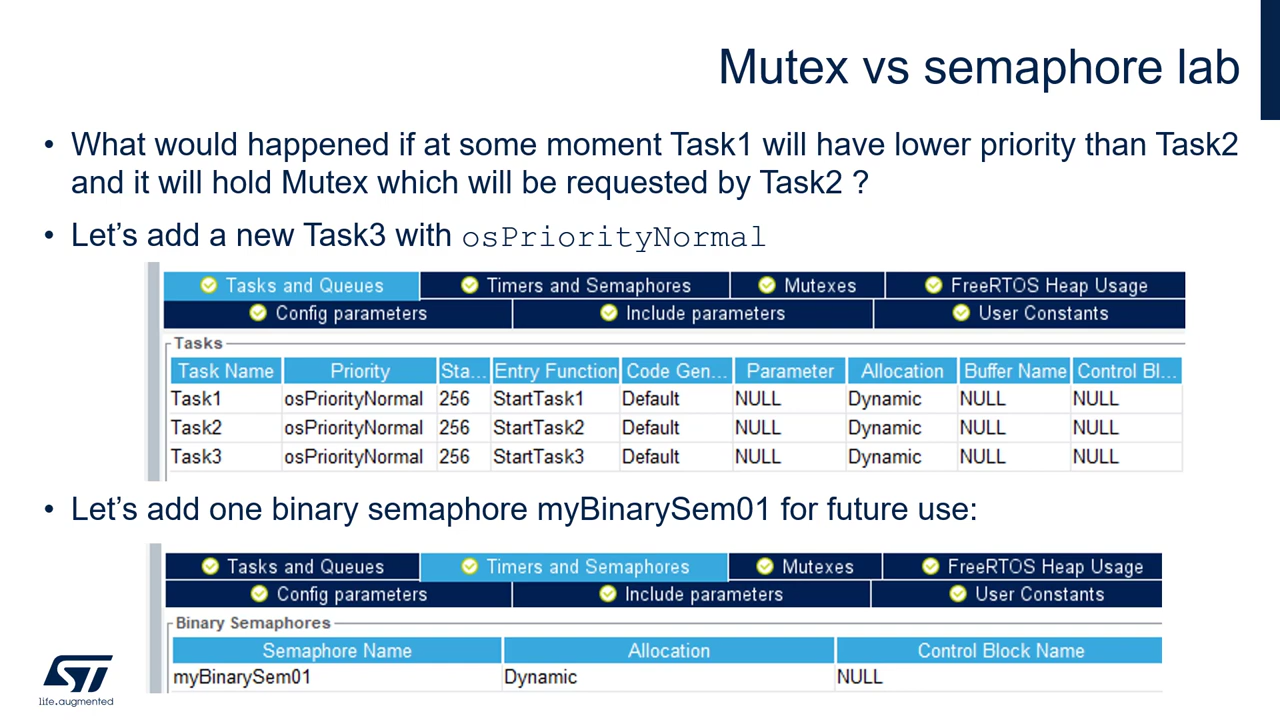 Mutex vs semaphore lab
• What would happened if at some moment Task1 will have lower priority than Task2
and it will hold Mutex which will be requested by Task2 ?
• Let's add a new Task3 with osPriorityNormal
Tasks and Queues Timers and Semaphores Mutexes FreeRTOS Heap Usage
Config parameters Include parameters User Constants
Tasks
Task Name Priority Sta... Entry Function Code Gen... Parameter Allocation Buffer Name Control Bl...
Task1 osPriorityNormal 256 StartTask1 Default NULL Dynamic NULL NULL
Task2 osPriorityNormal 256 StartTask2 Default NULL Dynamic NULL NULL
Task3 osPriorityNormal 256 StartTask3 Default NULL Dynamic NULL NULL
• Let's add one binary semaphore myBinarySem01 for future use:
Tasks and Queues Timers and Semaphores Mutexes FreeRTOS Heap Usage
Config parameters Include parameters User Constants
Binary Semaphores
Semaphore Name Allocation Control Block Name
myBinarySem01 Dynamic NULL
ST
life.augmented